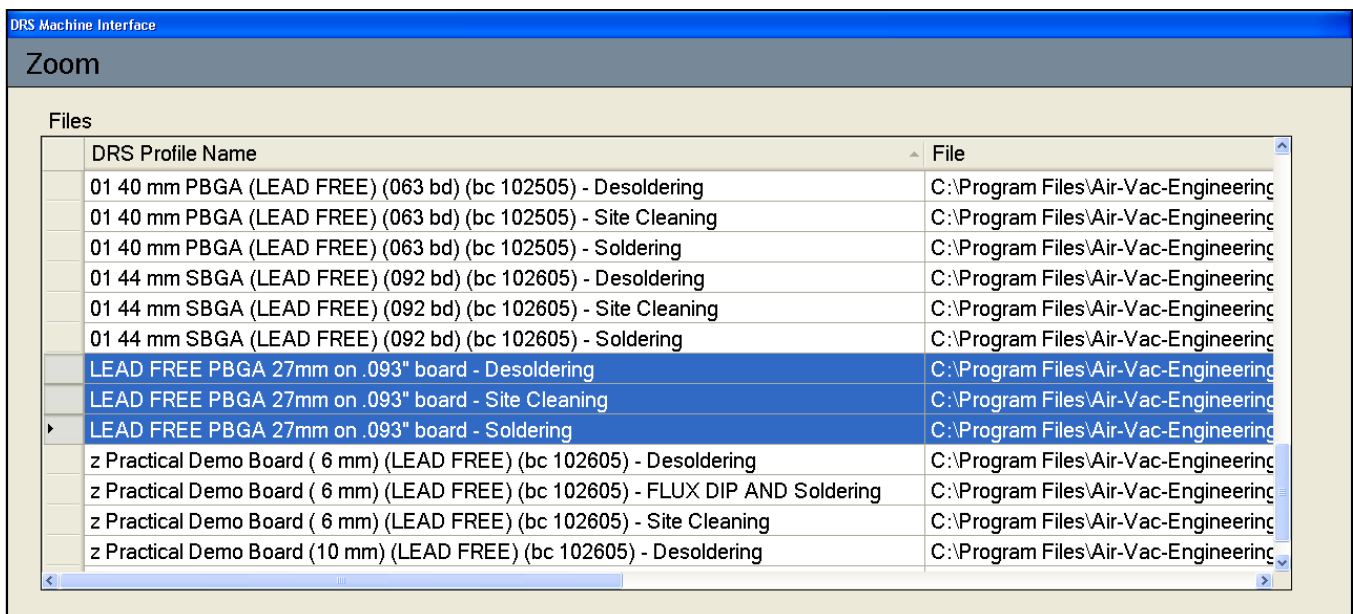 DRS Machine Interface
Zoom
Files
DRS Profile Name File
01 40 mm PBGA (LEAD FREE) (063 bd) (bc 102505) - Desoldering C:\Program Files\Air-Vac-Engineering
01 40 mm PBGA (LEAD FREE) (063 bd) (bc 102505) - Site Cleaning C:\Program Files\Air-Vac-Engineering
01 40 mm PBGA (LEAD FREE) (063 bd) (bc 102505) - Soldering C:\Program Files\Air-Vac-Engineering
01 44 mm SBGA (LEAD FREE) (092 bd) (bc 102605) - Desoldering C:\Program Files\Air-Vac-Engineering
01 44 mm SBGA (LEAD FREE) (092 bd) (bc 102605) - Site Cleaning C:\Program Files\Air-Vac-Engineering
01 44 mm SBGA (LEAD FREE) (092 bd) (bc 102605) - Soldering C:\Program Files\Air-Vac-Engineering
LEAD FREE PBGA 27mm on .093" board - Desoldering C:\Program Files\Air-Vac-Engineering
LEAD FREE PBGA 27mm on .093" board - Site Cleaning C:\Program Files\Air-Vac-Engineering
LEAD FREE PBGA 27mm on .093" board - Soldering C:\Program Files\Air-Vac-Engineering
z Practical Demo Board ( 6 mm) (LEAD FREE) (bc 102605) - Desoldering C:\Program Files\Air-Vac-Engineering
z Practical Demo Board ( 6 mm) (LEAD FREE) (bc 102605) - FLUX DIP AND Soldering C:\Program Files\Air-Vac-Engineering
z Practical Demo Board ( 6 mm) (LEAD FREE) (bc 102605) - Site Cleaning C:\Program Files\Air-Vac-Engineering
z Practical Demo Board (10 mm) (LEAD FREE) (bc 102605) - Desoldering C:\Program Files\Air-Vac-Engineering